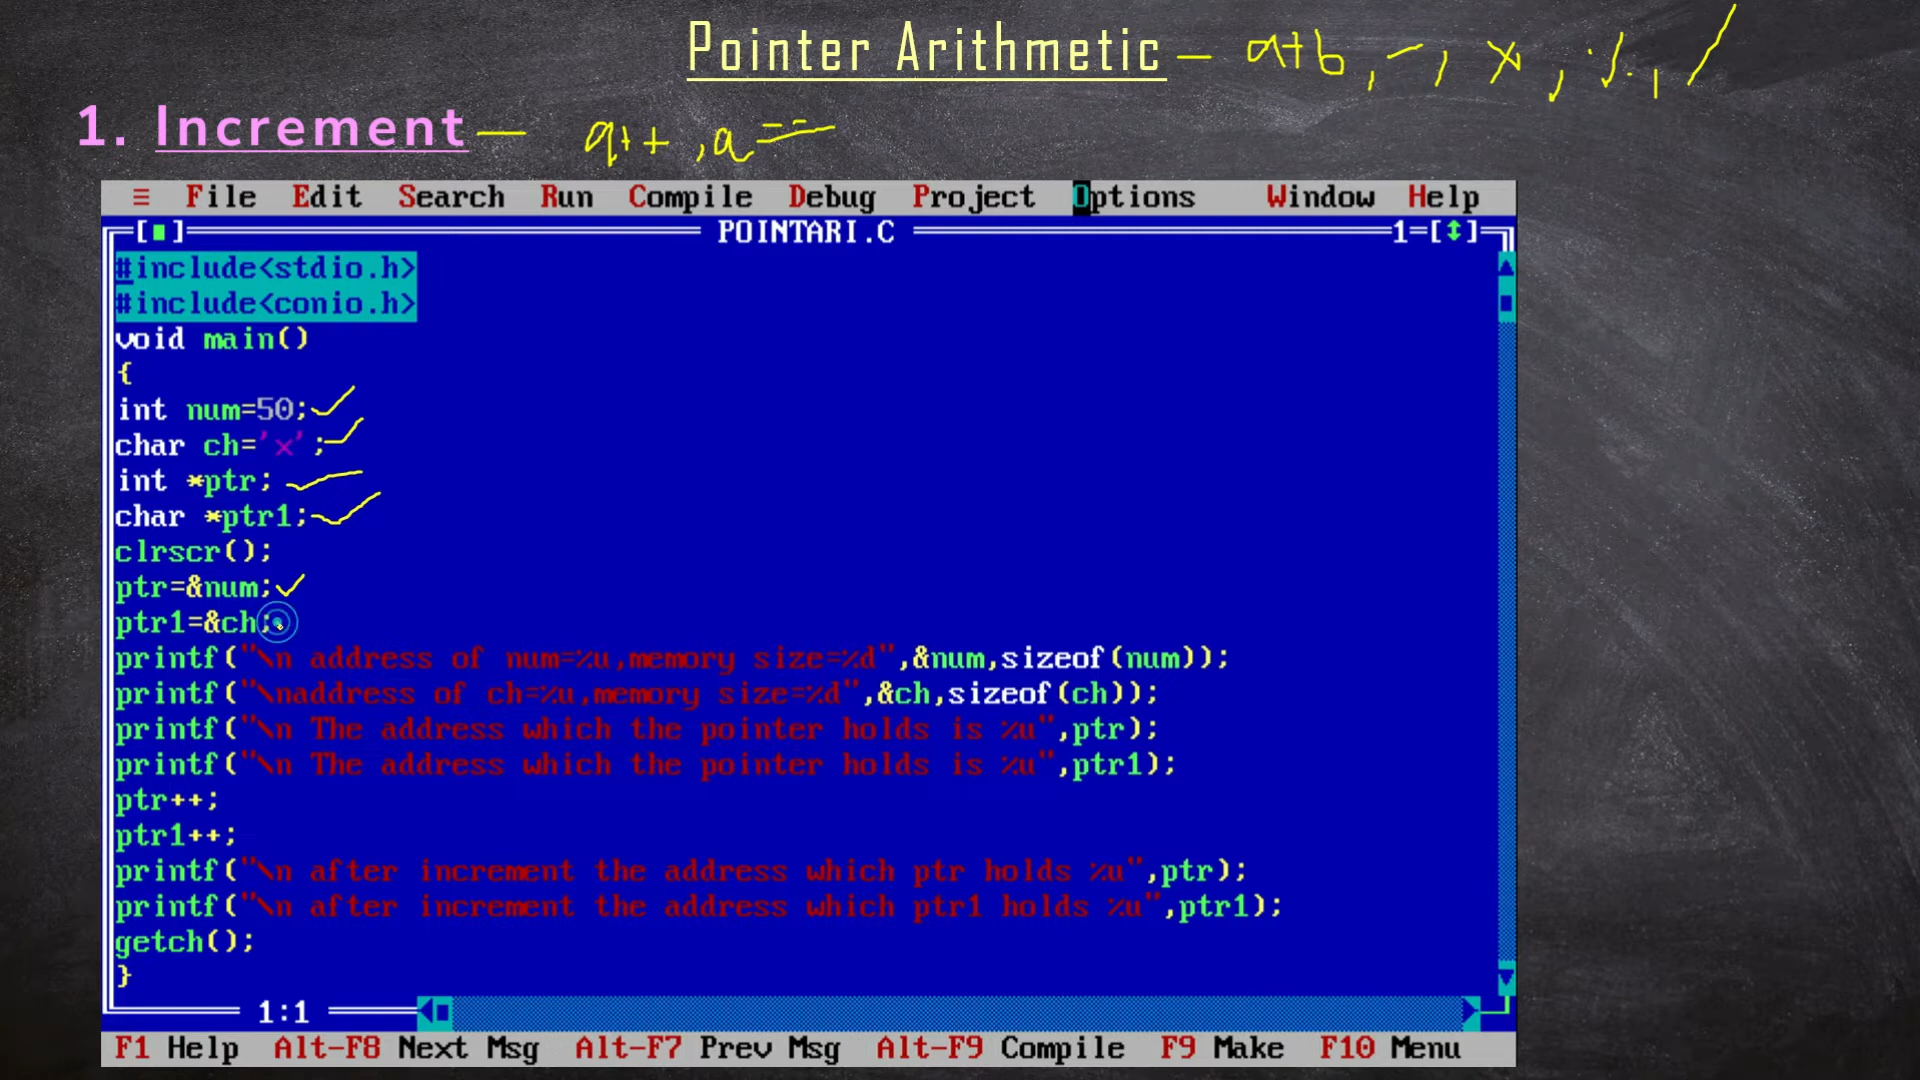 Pointer Arithmetic — a+b, -, x, %, /
1. Increment — a++, a--
≡ File Edit Search Run Compile Debug Project Options Window Help
[■] POINTARI.C 1=[↕]
#include<stdio.h>
#include<conio.h>
void main()
{
int num=50;
char ch='x';
int *ptr;
char *ptr1;
clrscr();
ptr=&num;
ptr1=&ch;
printf("\n address of num=%u,memory size=%d",&num,sizeof(num));
printf("\naddress of ch=%u,memory size=%d",&ch,sizeof(ch));
printf("\n The address which the pointer holds is %u",ptr);
printf("\n The address which the pointer holds is %u",ptr1);
ptr++;
ptr1++;
printf("\n after increment the address which ptr holds %u",ptr);
printf("\n after increment the address which ptr1 holds %u",ptr1);
getch();
}
1:1
F1 Help Alt-F8 Next Msg Alt-F7 Prev Msg Alt-F9 Compile F9 Make F10 Menu